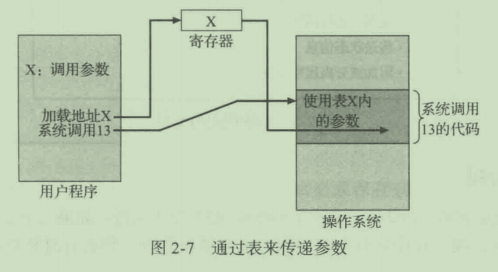 X
寄存器
X：调用参数
加载地址X
系统调用13
用户程序
使用表X内
的参数
系统调用
13的代码
操作系统
图 2-7 通过表来传递参数